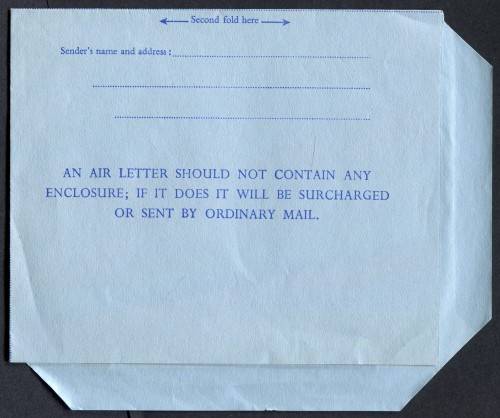 Second fold here
Sender's name and address:
AN AIR LETTER SHOULD NOT CONTAIN ANY
ENCLOSURE; IF IT DOES IT WILL BE SURCHARGED
OR SENT BY ORDINARY MAIL.